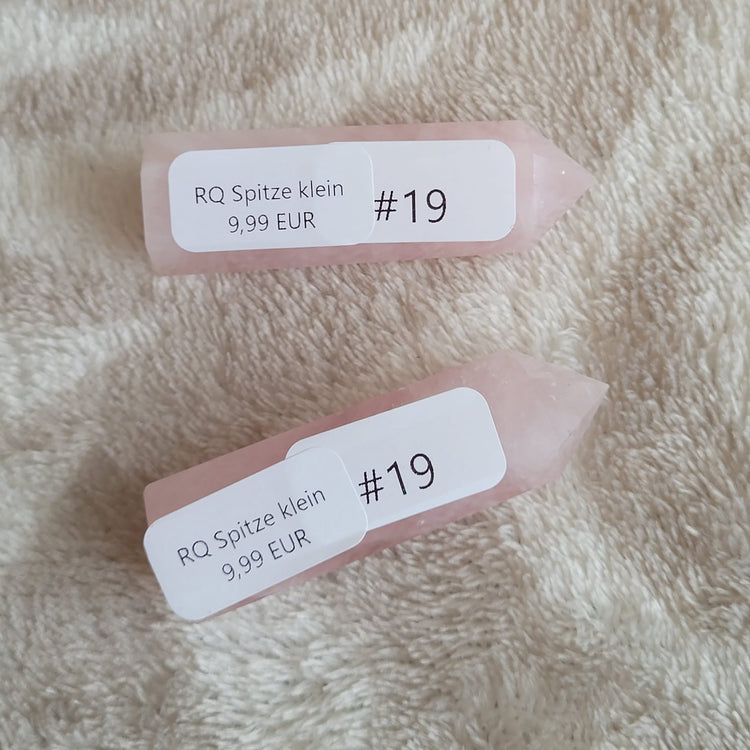 RQ Spitze klein
9,99 EUR
#19
RQ Spitze klein
9,99 EUR
#19